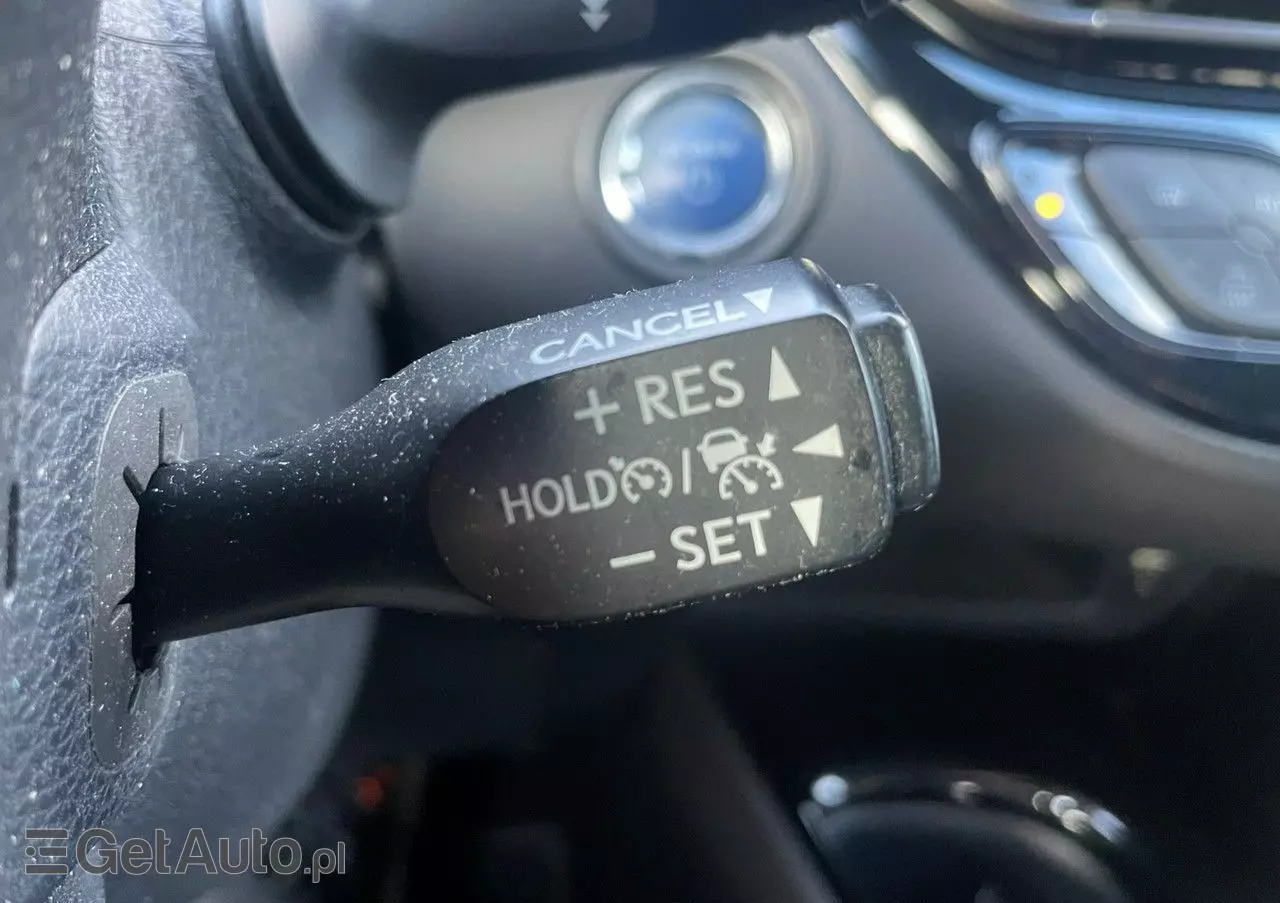 CANCEL
+ RES
HOLD /
– SET
GetAuto.pl